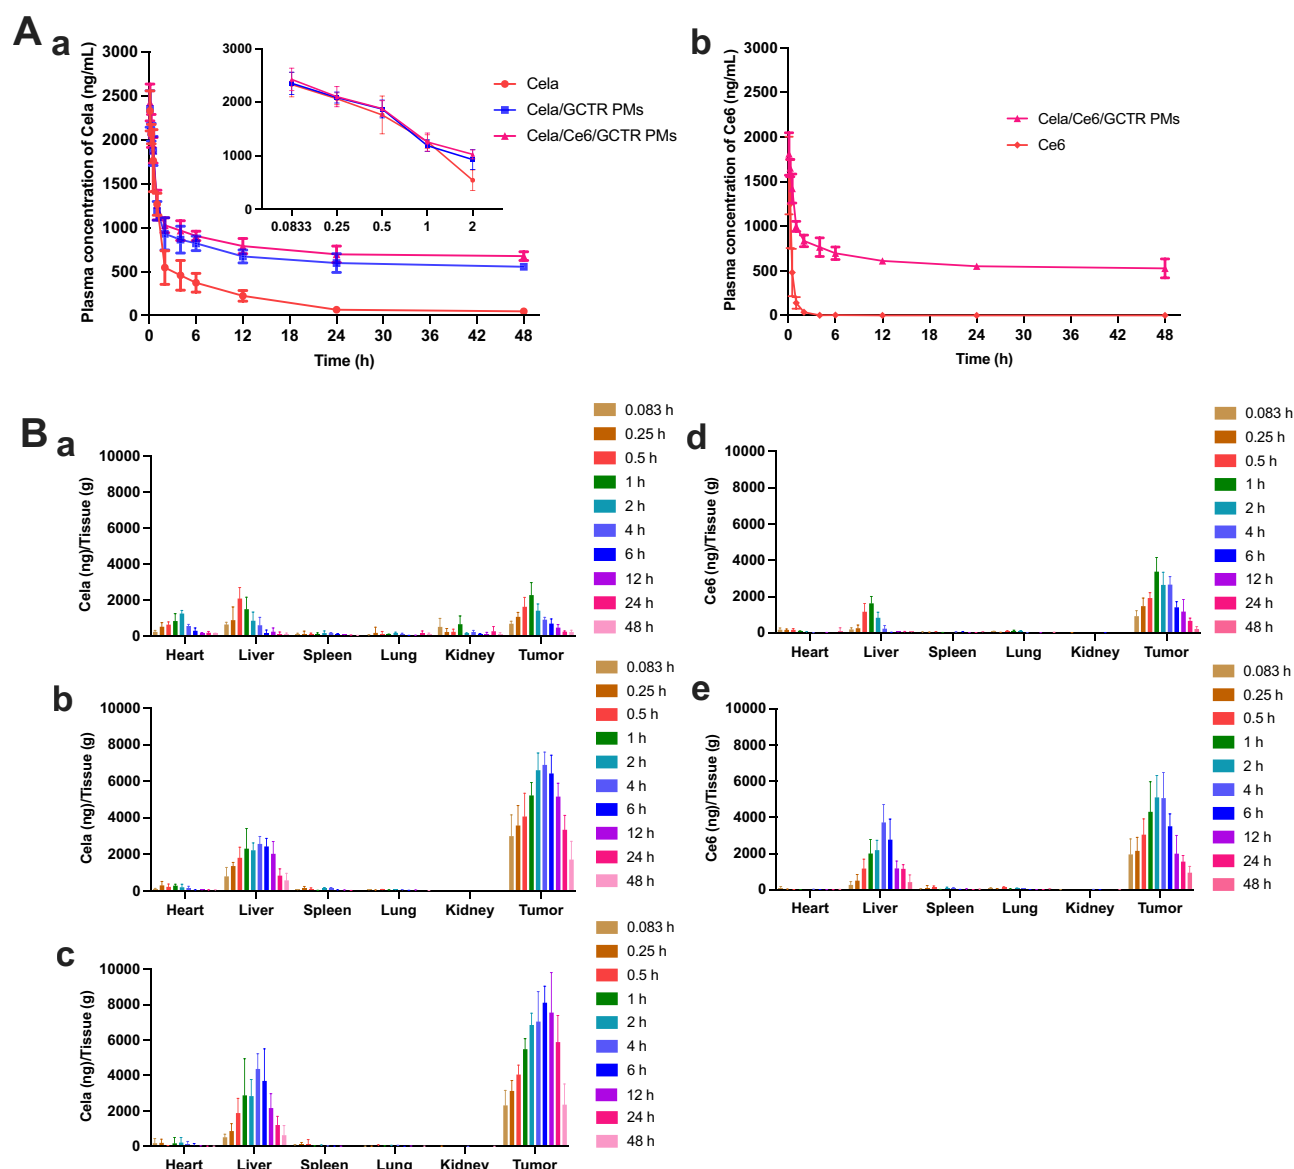 A a
Plasma concentration of Cela (ng/mL)
3000
2500
2000
1500
1000
500
0
0 6 12 18 24 30 36 42 48
Time (h)
3000
2000
1000
0
0.0833 0.25 0.5 1 2
Cela
Cela/GCTR PMs
Cela/Ce6/GCTR PMs
b
Plasma concentration of Ce6 (ng/mL)
3000
2500
2000
1500
1000
500
0
0 6 12 18 24 30 36 42 48
Time (h)
Cela/Ce6/GCTR PMs
Ce6
B a
Cela (ng)/Tissue (g)
10000
8000
6000
4000
2000
0
Heart Liver Spleen Lung Kidney Tumor
0.083 h
0.25 h
0.5 h
1 h
2 h
4 h
6 h
12 h
24 h
48 h
d
Ce6 (ng)/Tissue (g)
10000
8000
6000
4000
2000
0
Heart Liver Spleen Lung Kidney Tumor
0.083 h
0.25 h
0.5 h
1 h
2 h
4 h
6 h
12 h
24 h
48 h
b
Cela (ng)/Tissue (g)
10000
8000
6000
4000
2000
0
Heart Liver Spleen Lung Kidney Tumor
0.083 h
0.25 h
0.5 h
1 h
2 h
4 h
6 h
12 h
24 h
48 h
e
Ce6 (ng)/Tissue (g)
10000
8000
6000
4000
2000
0
Heart Liver Spleen Lung Kidney Tumor
0.083 h
0.25 h
0.5 h
1 h
2 h
4 h
6 h
12 h
24 h
48 h
c
Cela (ng)/Tissue (g)
10000
8000
6000
4000
2000
0
Heart Liver Spleen Lung Kidney Tumor
0.083 h
0.25 h
0.5 h
1 h
2 h
4 h
6 h
12 h
24 h
48 h